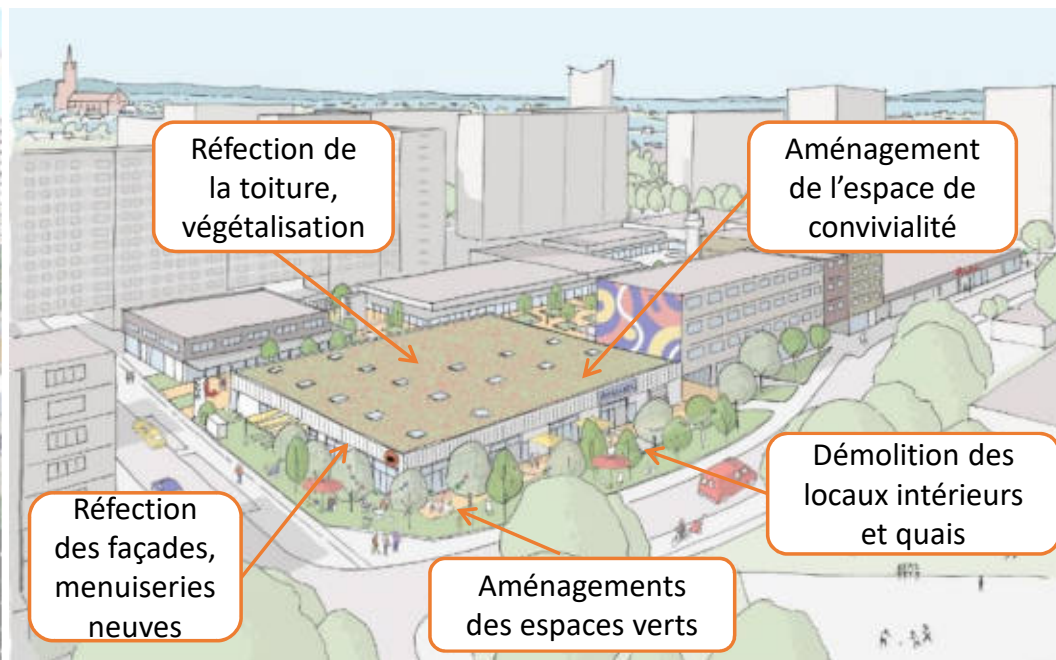 Réfection de
la toiture,
végétalisation
Aménagement
de l’espace de
convivialité
Réfection
des façades,
menuiseries
neuves
Aménagements
des espaces verts
Démolition des
locaux intérieurs
et quais